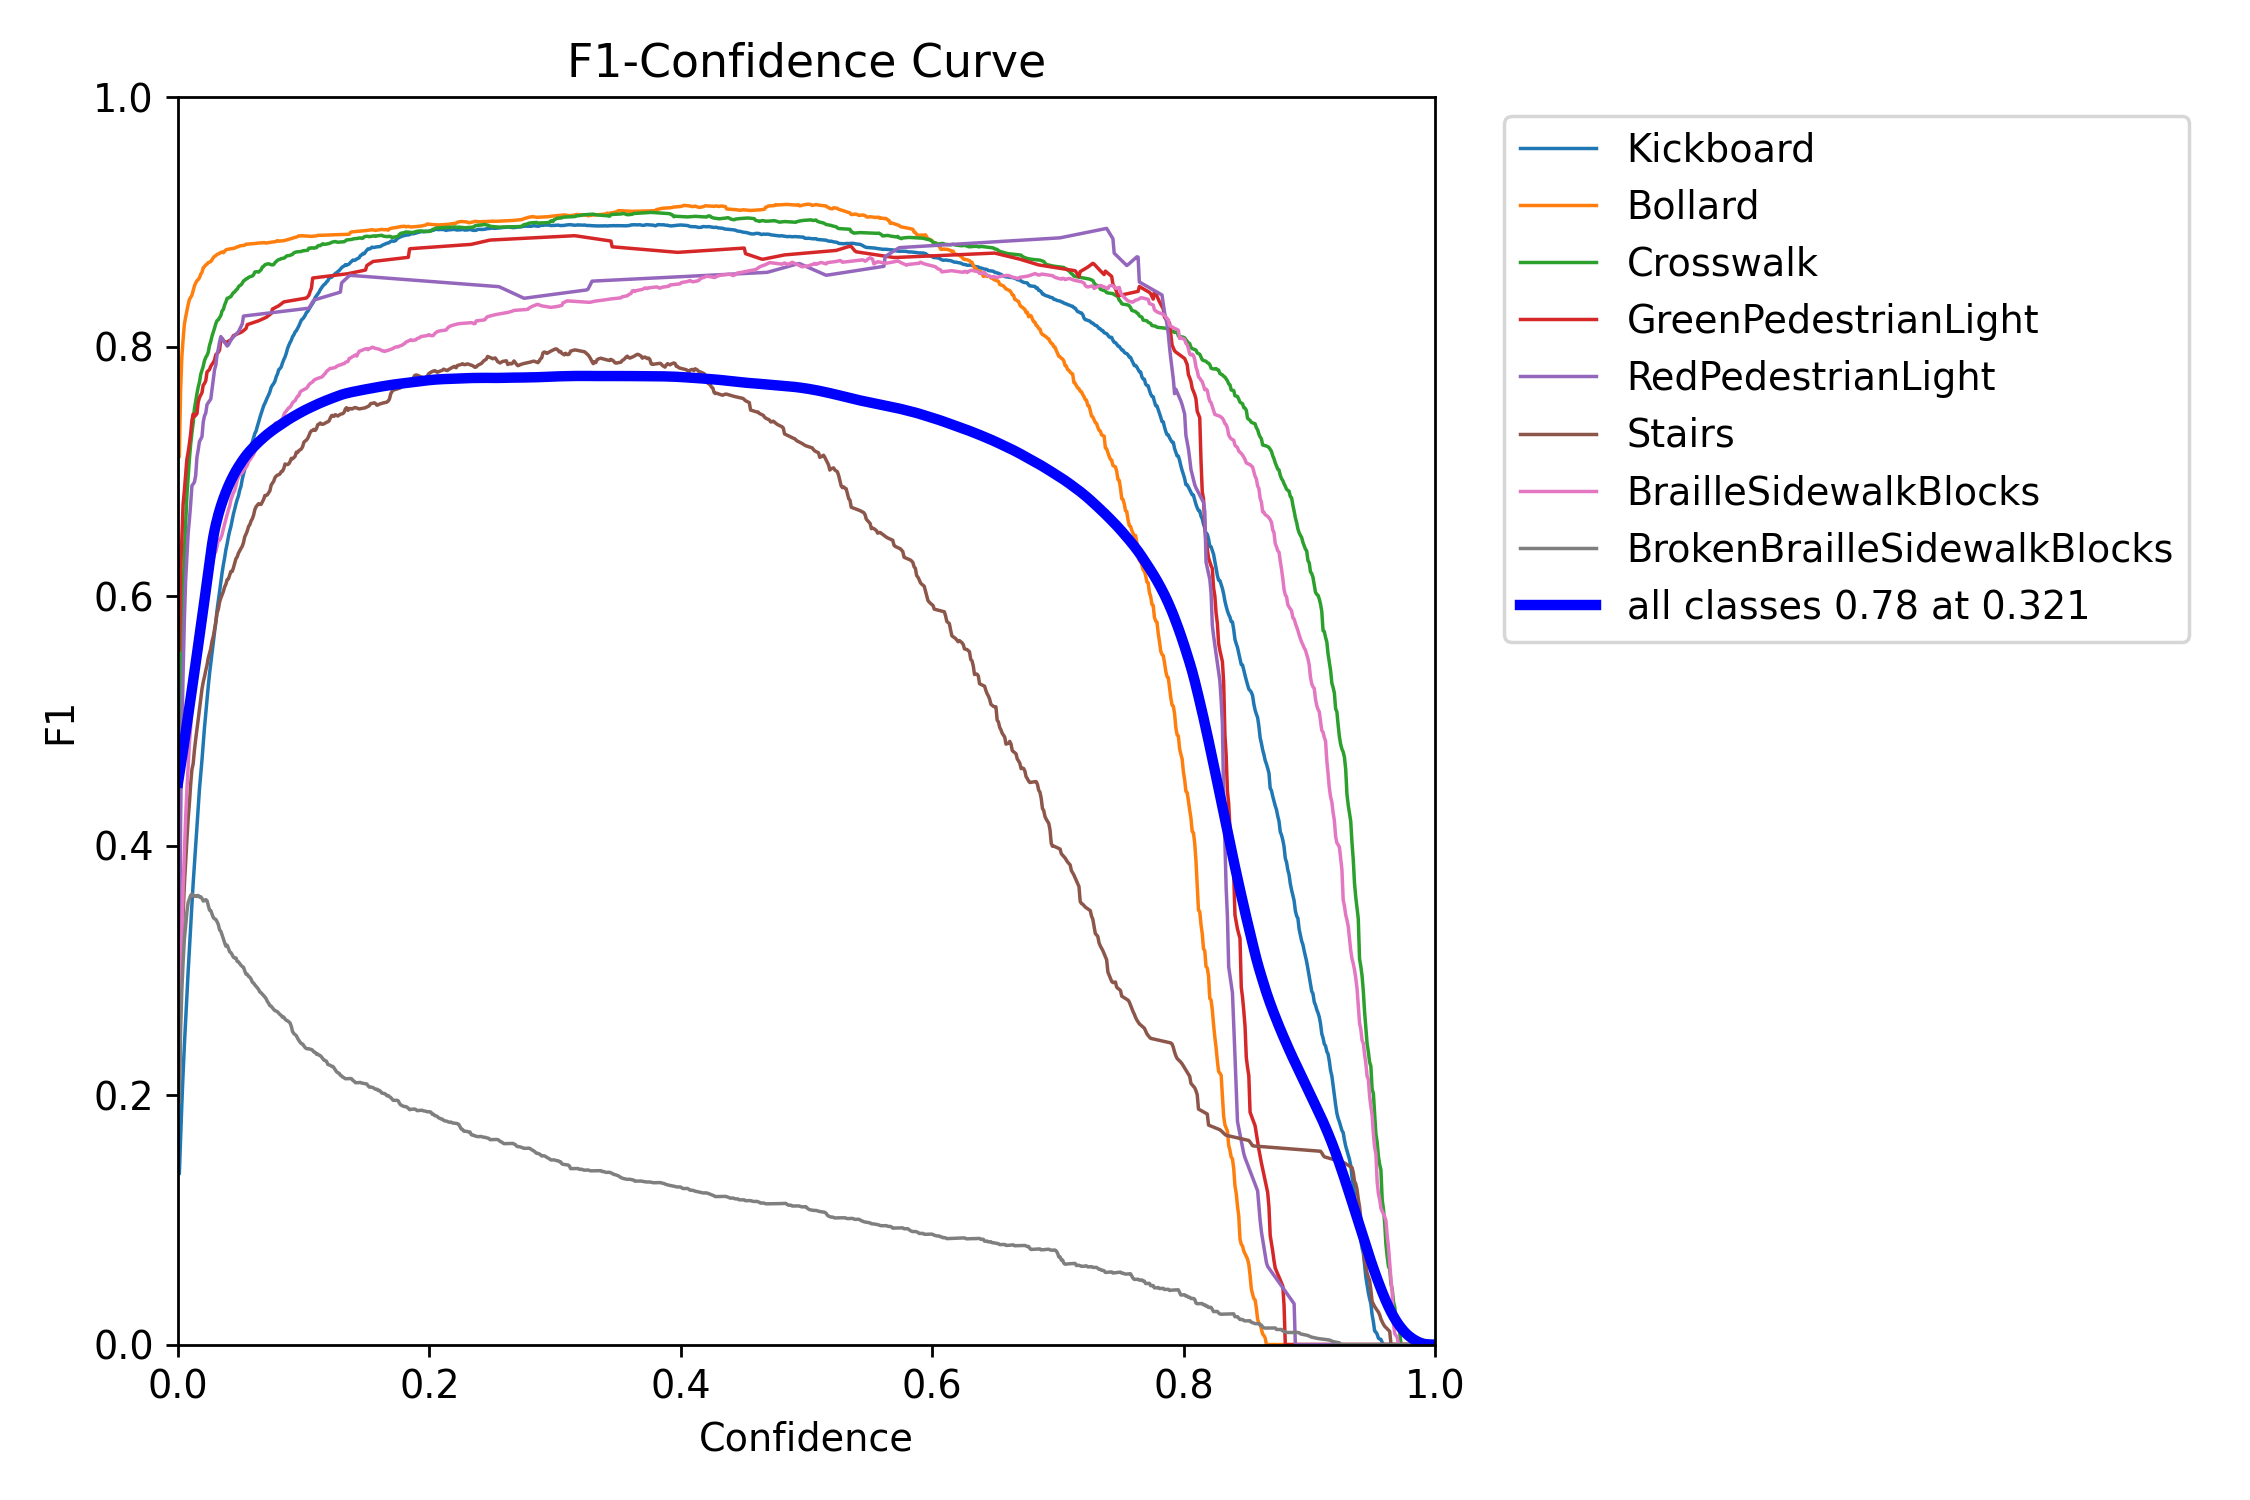 F1-Confidence Curve
1.0
0.8
0.6
0.4
0.2
0.0
F1
0.0 0.2 0.4 0.6 0.8 1.0
Confidence
Kickboard
Bollard
Crosswalk
GreenPedestrianLight
RedPedestrianLight
Stairs
BrailleSidewalkBlocks
BrokenBrailleSidewalkBlocks
all classes 0.78 at 0.321